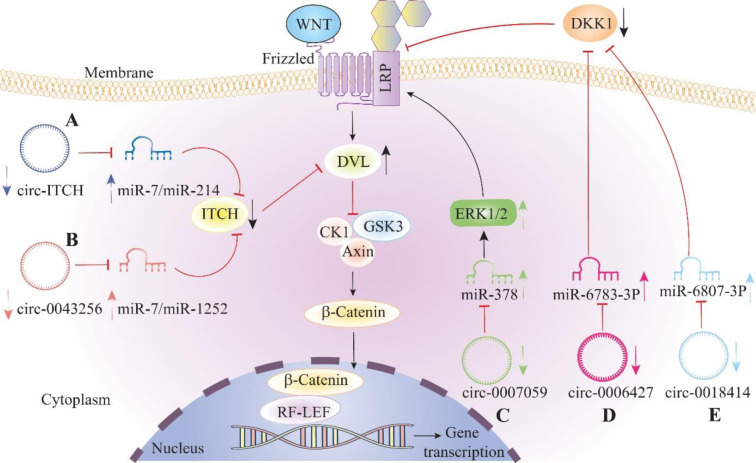 WNT
DKK1
Frizzled
Membrane
LRP
A
circ-ITCH
miR-7/miR-214
DVL
ITCH
ERK1/2
B
CK1
GSK3
Axin
circ-0043256
miR-7/miR-1252
miR-378
miR-6783-3P
miR-6807-3P
β-Catenin
β-Catenin
circ-0007059
circ-0006427
circ-0018414
Cytoplasm
RF-LEF
C
D
E
Nucleus
Gene
transcription